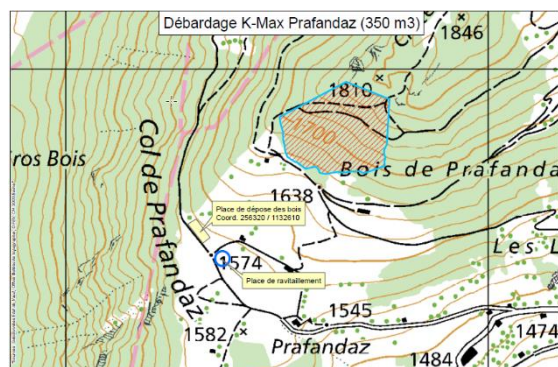 Débardage K-Max Prafandaz (350 m3)
1846
1810
1700
Col de Prafandaz
ros Bois
Bois de Prafanda
1638
Place de dépose des bois
Coord. 256320 / 1132610
Les L
1574
Place de ravitaillement
1545
1582
Prafandaz
1474
1484